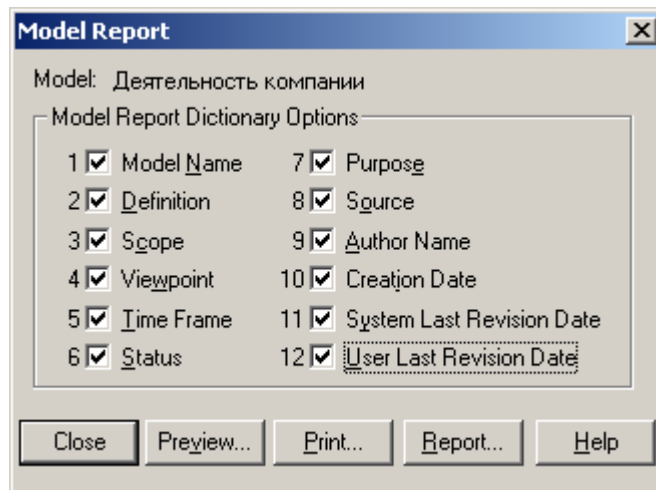 Model Report
Model: Деятельность компании
Model Report Dictionary Options
1 Model Name 7 Purpose
2 Definition 8 Source
3 Scope 9 Author Name
4 Viewpoint 10 Creation Date
5 Time Frame 11 System Last Revision Date
6 Status 12 User Last Revision Date
Close Preview... Print... Report... Help